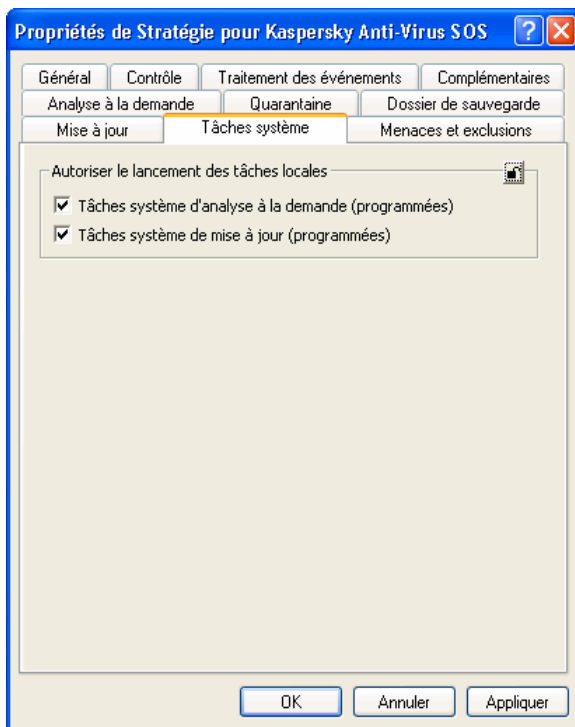 Propriétés de Stratégie pour Kaspersky Anti-Virus SOS
Général Contrôle Traitement des événements Complémentaires
Analyse à la demande Quarantaine Dossier de sauvegarde
Mise à jour Tâches système Menaces et exclusions
Autoriser le lancement des tâches locales
Tâches système d'analyse à la demande (programmées)
Tâches système de mise à jour (programmées)
OK Annuler Appliquer